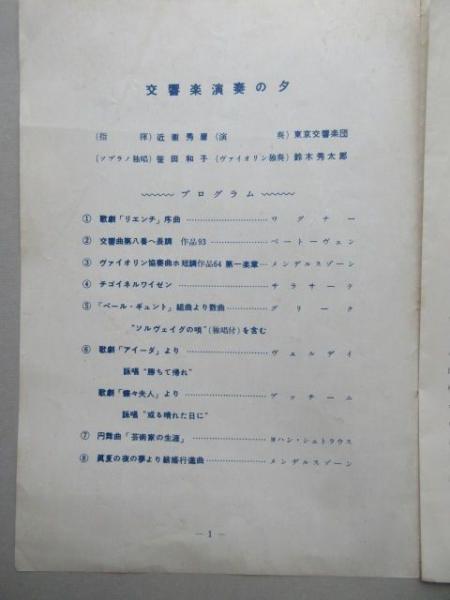 交響楽演奏の夕
(指 揮) 近衞秀麿 (演 奏) 東京交響楽団
(ソプラノ独唱) 笹田和子 (ヴァイオリン独奏) 鈴木秀太郎
プログラム
① 歌劇「リエンチ」序曲 ワグナー
② 交響曲第八番ヘ長調 作品93 ベートーヴェン
③ ヴァイオリン協奏曲ホ短調作品64 第一楽章 メンデルスゾーン
④ チゴイネルワイゼン サラサーテ
⑤ 「ペール・ギュント」組曲より数曲 グリーク
"ソルヴェイグの唄"(独唱付)を含む
⑥ 歌劇「アイーダ」より ヴェルディ
詠唱"勝ちて帰れ"
歌劇「蝶々夫人」より プッチーニ
詠唱"或る晴れた日に"
⑦ 円舞曲「芸術家の生涯」 ヨハン・シュトラウス
⑧ 眞夏の夜の夢より結婚行進曲 メンデルスゾーン
— 1 —